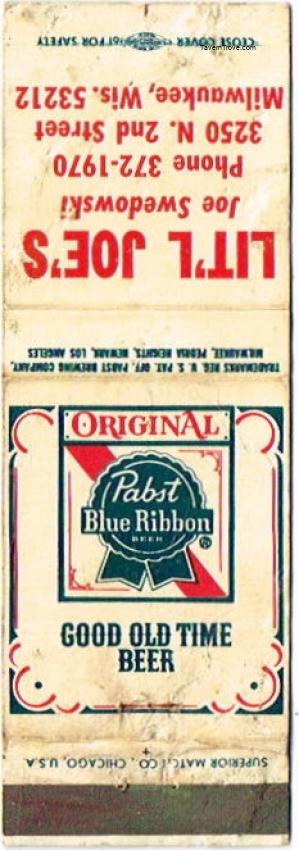 TavernTrove.com
CLOSE COVER FOR SAFETY
LIT'L JOE'S
Joe Swedowski
Phone 372-1970
3250 N. 2nd Street
Milwaukee, Wis. 53212
TRADEMARKS REG. U. S. PAT. OFF. PABST BREWING COMPANY,
MILWAUKEE, PEORIA HEIGHTS, NEWARK, LOS ANGELES
ORIGINAL
Pabst
Blue Ribbon
BEER
®
GOOD OLD TIME
BEER
SUPERIOR MATCH CO., CHICAGO, U.S.A.